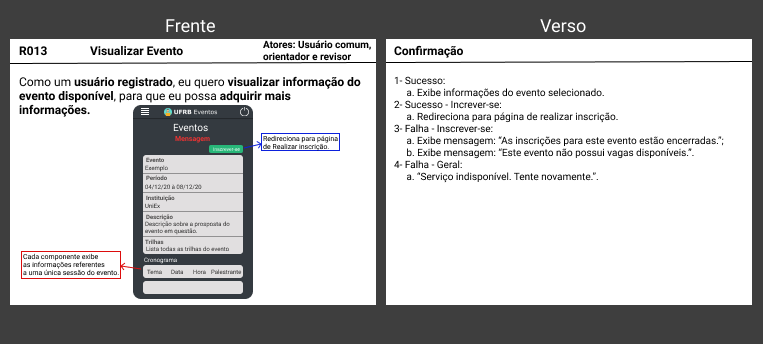 Frente
R013
Visualizar Evento
Atores: Usuário comum,
orientador e revisor
Como um usuário registrado, eu quero visualizar informação do
evento disponível, para que eu possa adquirir mais
informações.
UFRB Eventos
Eventos
Mensagem
Inscrever-se
Redireciona para página
de Realizar inscrição.
Evento
Exemplo
Período
04/12/20 à 08/12/20
Instituição
UniEx
Descrição
Descrição sobre a prosposta do
evento em questão.
Trilhas
Lista todas as trilhas do evento
Cada componente exibe
as informações referentes
a uma única sessão do evento.
Cronograma
Tema Data Hora Palestrante
Verso
Confirmação
1- Sucesso:
a. Exibe informações do evento selecionado.
2- Sucesso - Increver-se:
a. Redireciona para página de realizar inscrição.
3- Falha - Increver-se:
a. Exibe mensagem: “As inscrições para este evento estão encerradas.”;
b. Exibe mensagem: “Este evento não possui vagas disponíveis.”.
4- Falha - Geral:
a. “Serviço indisponível. Tente novamente.”.